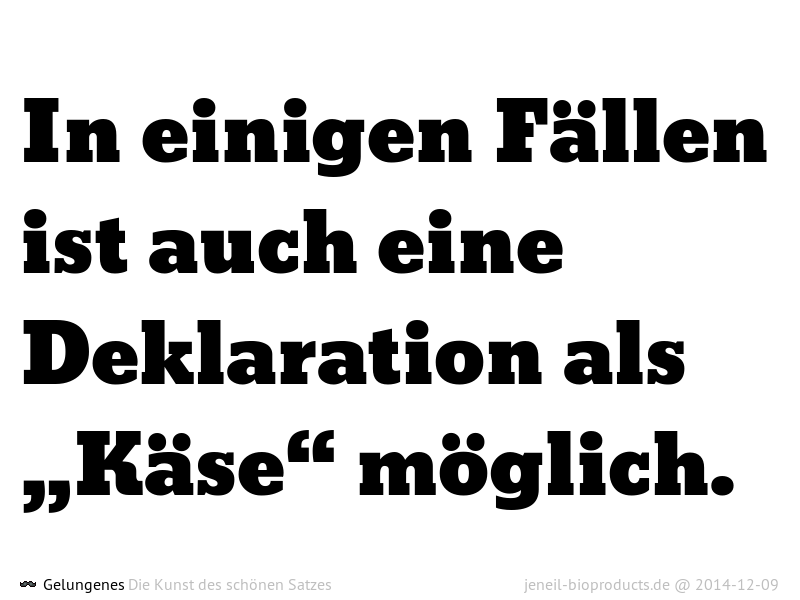 In einigen Fällen
ist auch eine
Deklaration als
„Käse“ möglich.
Gelungenes Die Kunst des schönen Satzes
jeneil-bioproducts.de @ 2014-12-09